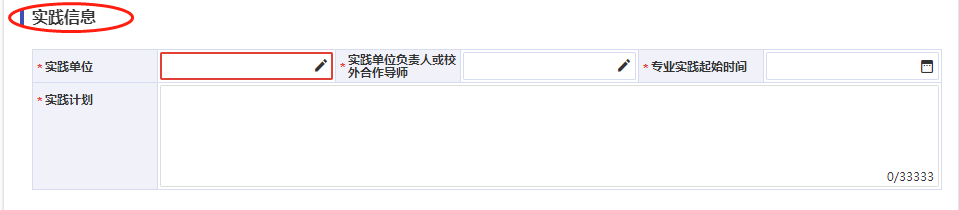 实践信息
*实践单位
*实践单位负责人或校
外合作导师
*专业实践起始时间
*实践计划
0/33333